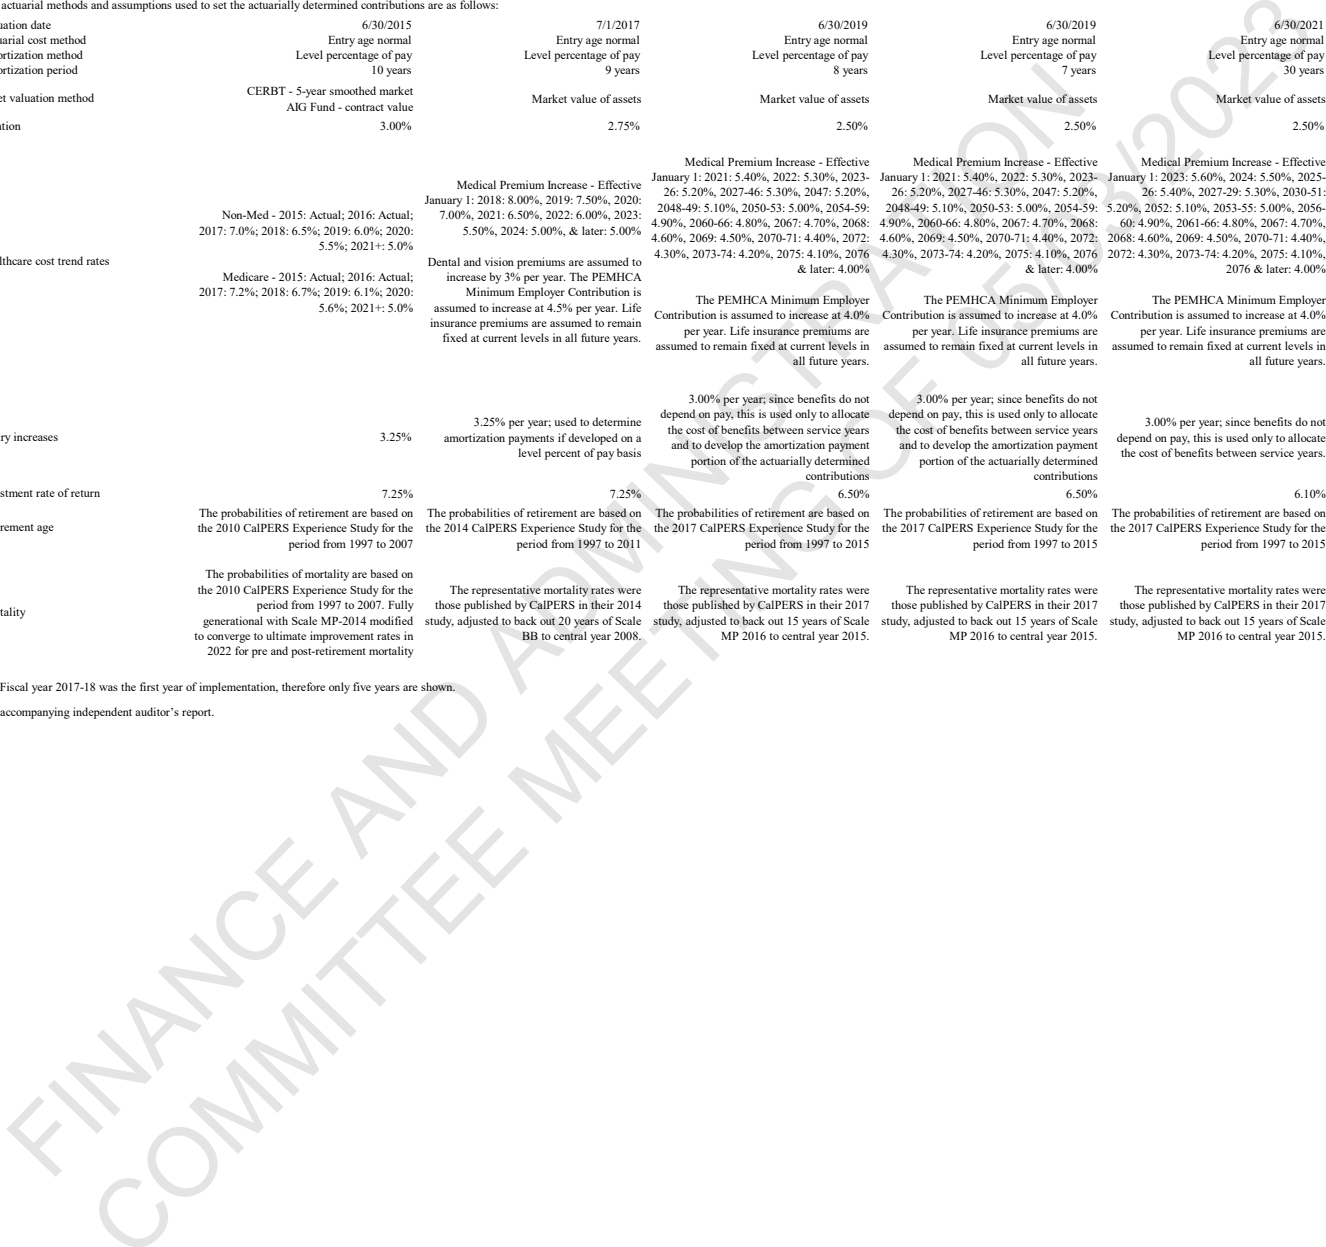 actuarial methods and assumptions used to set the actuarially determined contributions are as follows:
uation date 6/30/2015 7/1/2017 6/30/2019 6/30/2019 6/30/2021
uarial cost method Entry age normal Entry age normal Entry age normal Entry age normal Entry age normal
ortization method Level percentage of pay Level percentage of pay Level percentage of pay Level percentage of pay Level percentage of pay
ortization period 10 years 9 years 8 years 7 years 30 years
et valuation method
CERBT - 5-year smoothed market
AIG Fund - contract value
Market value of assets Market value of assets Market value of assets Market value of assets
ation 3.00% 2.75% 2.50% 2.50% 2.50%
lthcare cost trend rates
Non-Med - 2015: Actual; 2016: Actual;
2017: 7.0%; 2018: 6.5%; 2019: 6.0%; 2020:
5.5%; 2021+: 5.0%
Medicare - 2015: Actual; 2016: Actual;
2017: 7.2%; 2018: 6.7%; 2019: 6.1%; 2020:
5.6%; 2021+: 5.0%
Medical Premium Increase - Effective
January 1: 2018: 8.00%, 2019: 7.50%, 2020:
7.00%, 2021: 6.50%, 2022: 6.00%, 2023:
5.50%, 2024: 5.00%, & later: 5.00%
Dental and vision premiums are assumed to
increase by 3% per year. The PEMHCA
Minimum Employer Contribution is
assumed to increase at 4.5% per year. Life
insurance premiums are assumed to remain
fixed at current levels in all future years.
Medical Premium Increase - Effective
January 1: 2021: 5.40%, 2022: 5.30%, 2023-
26: 5.20%, 2027-46: 5.30%, 2047: 5.20%,
2048-49: 5.10%, 2050-53: 5.00%, 2054-59:
4.90%, 2060-66: 4.80%, 2067: 4.70%, 2068:
4.60%, 2069: 4.50%, 2070-71: 4.40%, 2072:
4.30%, 2073-74: 4.20%, 2075: 4.10%, 2076
& later: 4.00%
The PEMHCA Minimum Employer
Contribution is assumed to increase at 4.0%
per year. Life insurance premiums are
assumed to remain fixed at current levels in
all future years.
Medical Premium Increase - Effective
January 1: 2021: 5.40%, 2022: 5.30%, 2023-
26: 5.20%, 2027-46: 5.30%, 2047: 5.20%,
2048-49: 5.10%, 2050-53: 5.00%, 2054-59:
4.90%, 2060-66: 4.80%, 2067: 4.70%, 2068:
4.60%, 2069: 4.50%, 2070-71: 4.40%, 2072:
4.30%, 2073-74: 4.20%, 2075: 4.10%, 2076
& later: 4.00%
The PEMHCA Minimum Employer
Contribution is assumed to increase at 4.0%
per year. Life insurance premiums are
assumed to remain fixed at current levels in
all future years.
Medical Premium Increase - Effective
January 1: 2023: 5.60%, 2024: 5.50%, 2025-
26: 5.40%, 2027-29: 5.30%, 2030-51:
5.20%, 2052: 5.10%, 2053-55: 5.00%, 2056-
60: 4.90%, 2061-66: 4.80%, 2067: 4.70%,
2068: 4.60%, 2069: 4.50%, 2070-71: 4.40%,
2072: 4.30%, 2073-74: 4.20%, 2075: 4.10%,
2076 & later: 4.00%
The PEMHCA Minimum Employer
Contribution is assumed to increase at 4.0%
per year. Life insurance premiums are
assumed to remain fixed at current levels in
all future years.
ry increases
3.25%
3.25% per year; used to determine
amortization payments if developed on a
level percent of pay basis
3.00% per year; since benefits do not
depend on pay, this is used only to allocate
the cost of benefits between service years
and to develop the amortization payment
portion of the actuarially determined
contributions
3.00% per year; since benefits do not
depend on pay, this is used only to allocate
the cost of benefits between service years
and to develop the amortization payment
portion of the actuarially determined
contributions
3.00% per year; since benefits do not
depend on pay, this is used only to allocate
the cost of benefits between service years.
stment rate of return 7.25% 7.25% 6.50% 6.50% 6.10%
rement age
The probabilities of retirement are based on
the 2010 CalPERS Experience Study for the
period from 1997 to 2007
The probabilities of retirement are based on
the 2014 CalPERS Experience Study for the
period from 1997 to 2011
The probabilities of retirement are based on
the 2017 CalPERS Experience Study for the
period from 1997 to 2015
The probabilities of retirement are based on
the 2017 CalPERS Experience Study for the
period from 1997 to 2015
The probabilities of retirement are based on
the 2017 CalPERS Experience Study for the
period from 1997 to 2015
tality
The probabilities of mortality are based on
the 2010 CalPERS Experience Study for the
period from 1997 to 2007. Fully
generational with Scale MP-2014 modified
to converge to ultimate improvement rates in
2022 for pre and post-retirement mortality
The representative mortality rates were
those published by CalPERS in their 2014
study, adjusted to back out 20 years of Scale
BB to central year 2008.
The representative mortality rates were
those published by CalPERS in their 2017
study, adjusted to back out 15 years of Scale
MP 2016 to central year 2015.
The representative mortality rates were
those published by CalPERS in their 2017
study, adjusted to back out 15 years of Scale
MP 2016 to central year 2015.
The representative mortality rates were
those published by CalPERS in their 2017
study, adjusted to back out 15 years of Scale
MP 2016 to central year 2015.
Fiscal year 2017-18 was the first year of implementation, therefore only five years are shown.
accompanying independent auditor's report.
FINANCE AND ADMINISTRATION
COMMITTEE MEETING OF 05/03/2023